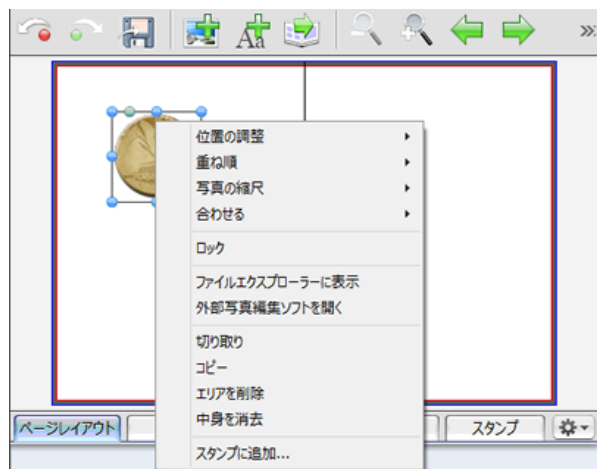 Aa
位置の調整
重ね順
写真の縮尺
合わせる
ロック
ファイルエクスプローラーに表示
外部写真編集ソフトを開く
切り取り
コピー
エリアを削除
中身を消去
スタンプに追加...
ページレイアウト
スタンプ